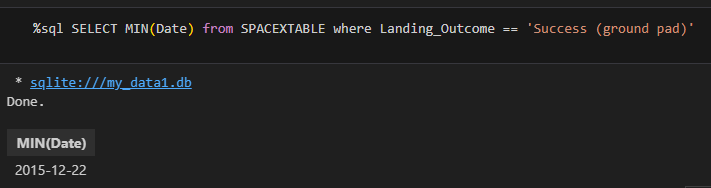 %sql SELECT MIN(Date) from SPACEXTABLE where Landing_Outcome == 'Success (ground pad)'
* sqlite:///my_data1.db
Done.
MIN(Date)
2015-12-22